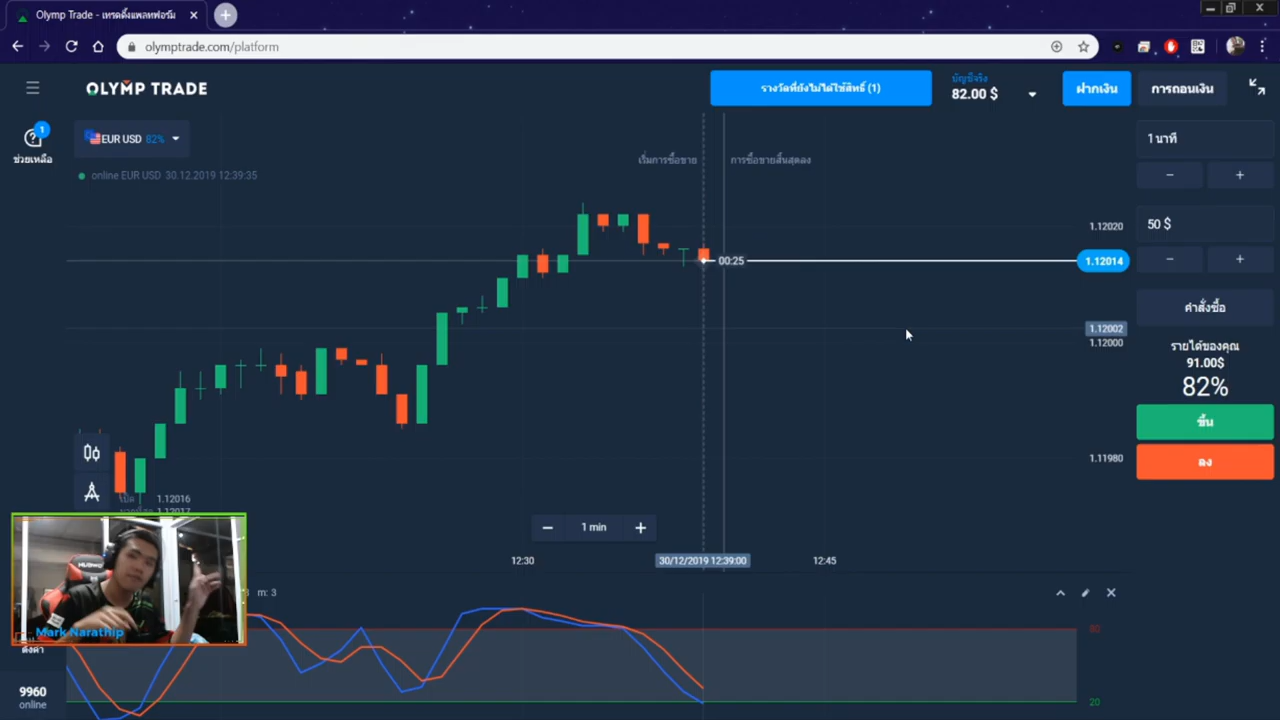 Olymp Trade - เทรดดิ้งแพลทฟอร์ม
olymptrade.com/platform
OLYMP TRADE
รางวัลที่ยังไม่ได้ใช้สิทธิ์ (1)
บัญชีจริง
82.00 $
ฝากเงิน
การถอนเงิน
1
ช่วยเหลือ
EUR USD 82%
online EUR USD 30.12.2019 12:39:35
เริ่มการซื้อขาย
การซื้อขายสิ้นสุดลง
1 นาที
− +
50 $
− +
คำสั่งซื้อ
รายได้ของคุณ
91.00$
82%
ขึ้น
ลง
1.12020
1.12014
00:25
1.12002
1.12000
1.11980
เปิด 1.12016
1.12017
− 1 min +
12:30
30/12/2019 12:39:00
12:45
m: 3
80
20
Mark Narathip
9960
online